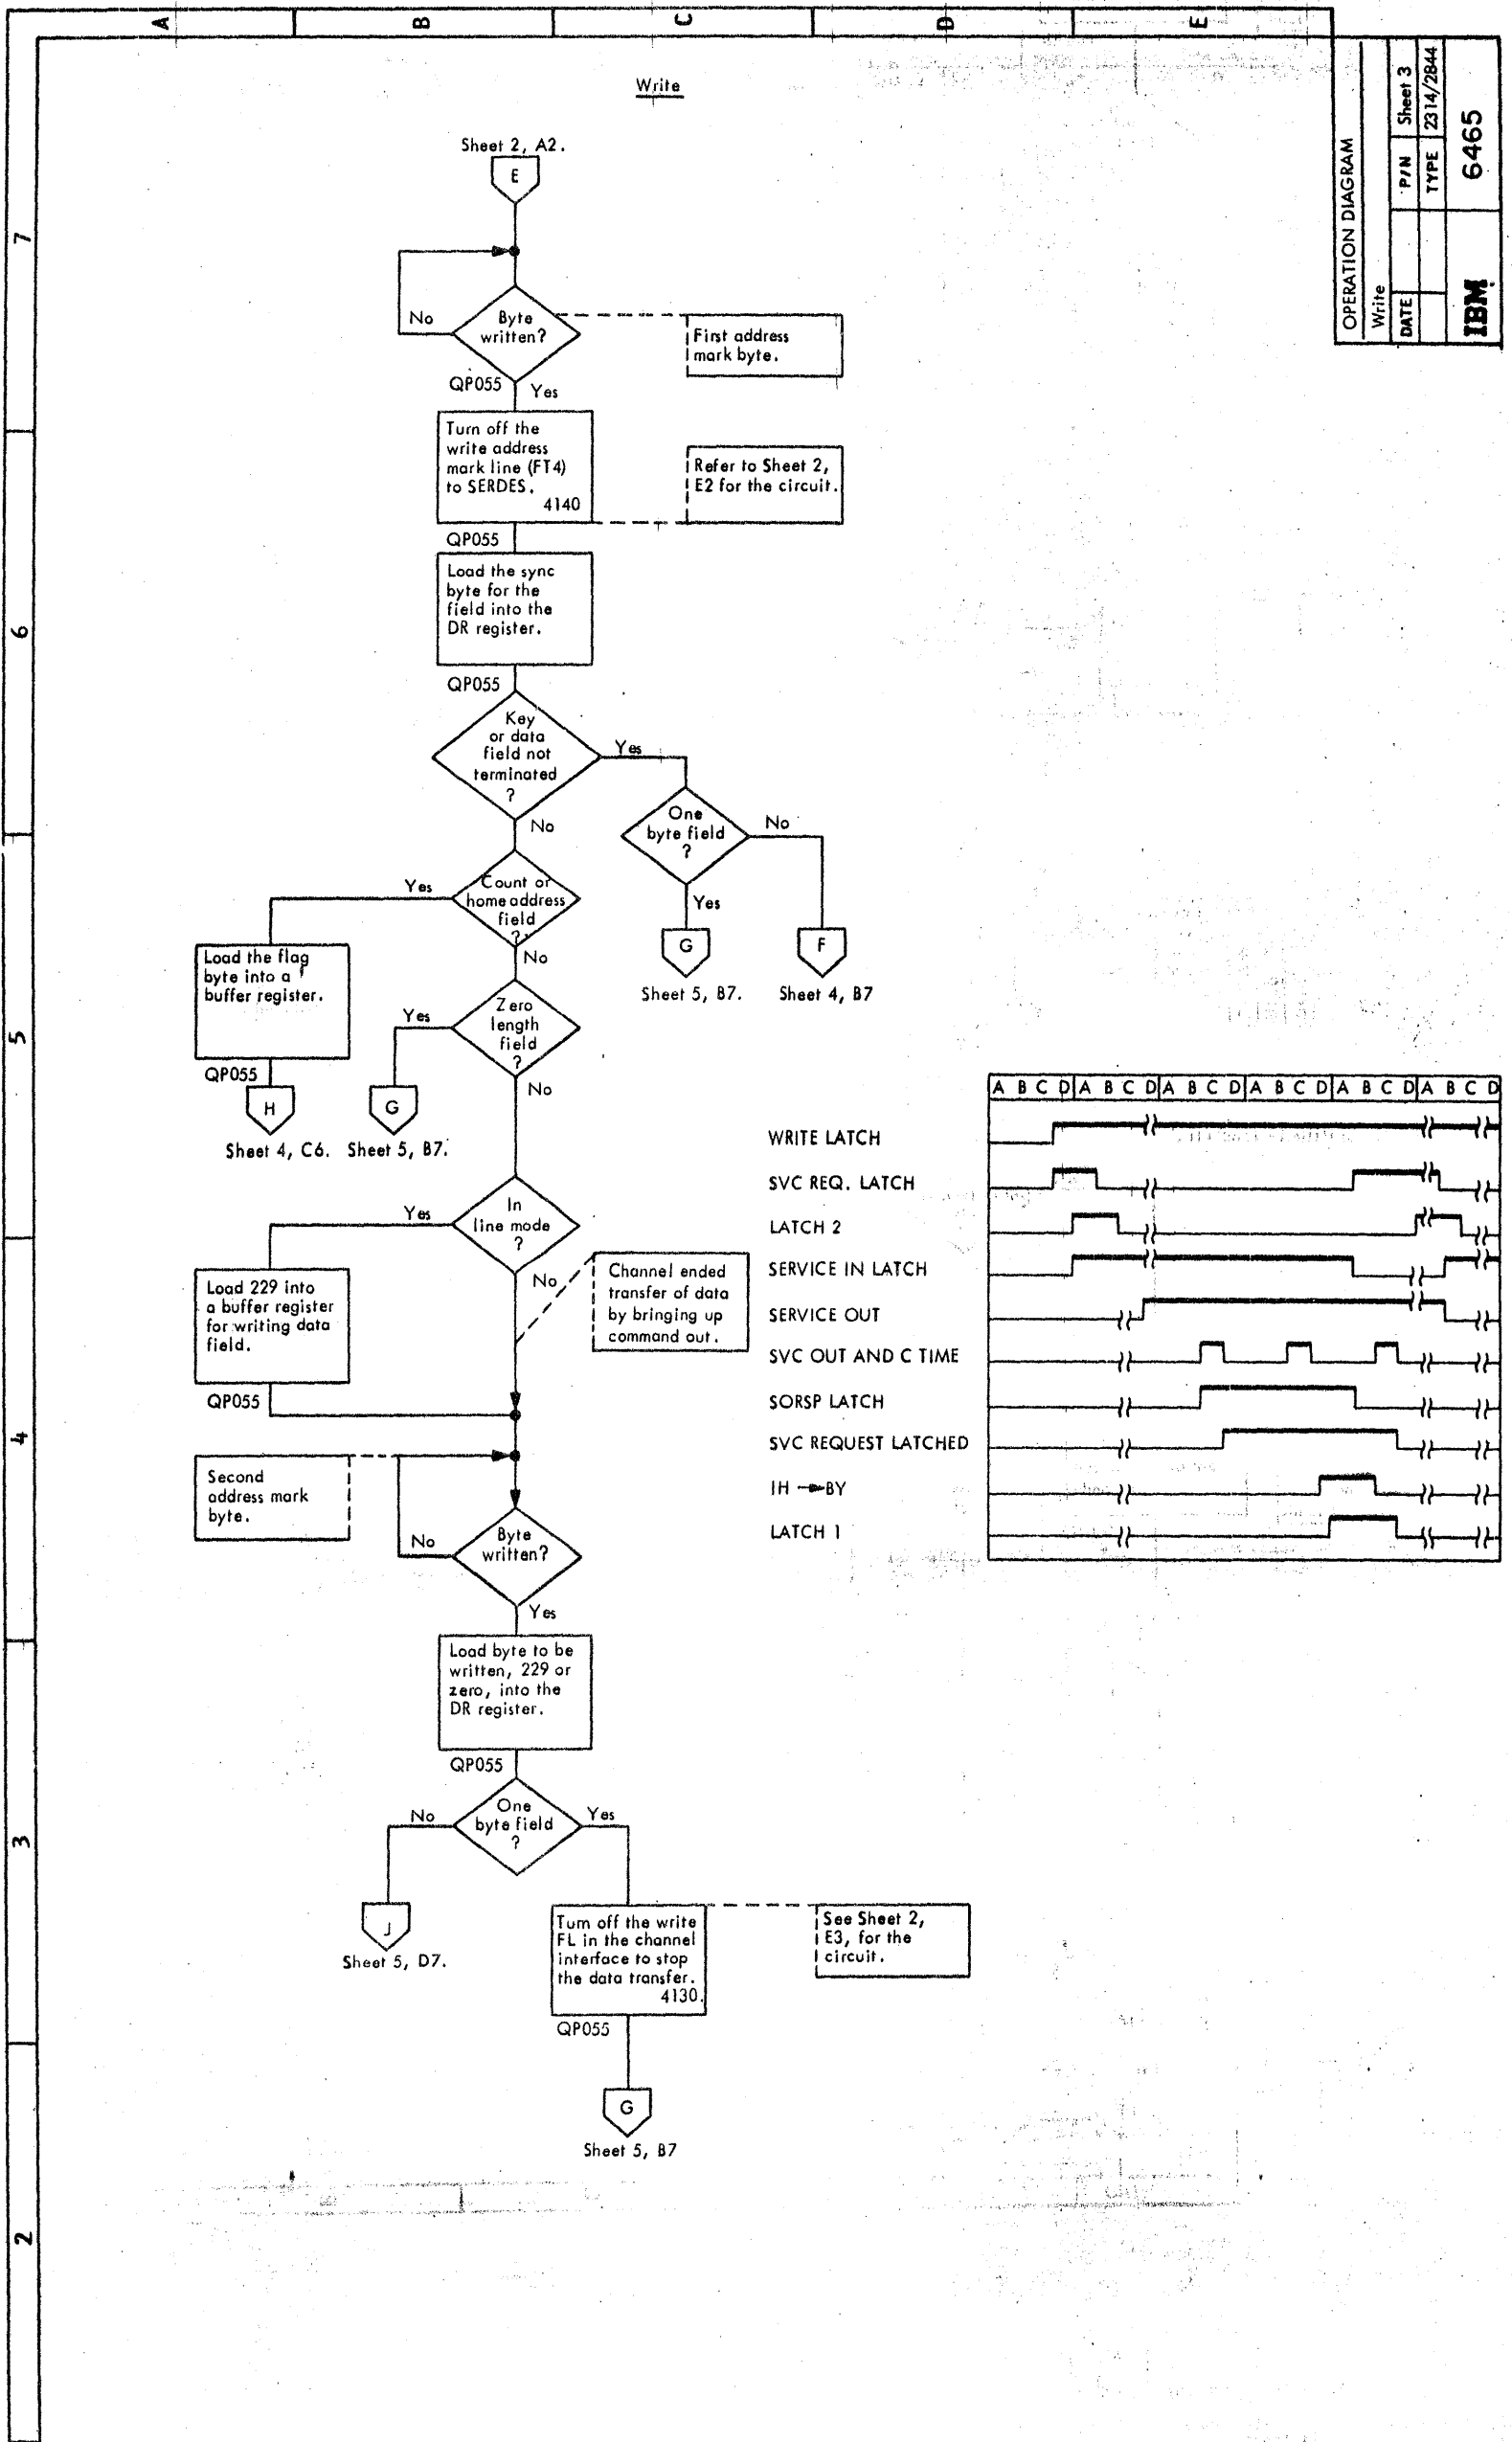 A
B
C
D
E
7
6
5
4
3
2
OPERATION DIAGRAM
Write
DATE
P/N
Sheet 3
TYPE
2314/2844
IBM
6465
Write
Sheet 2, A2.
E
No
Byte
written?
First address
mark byte.
QP055
Yes
Turn off the
write address
mark line (FT4)
to SERDES.
4140
Refer to Sheet 2,
E2 for the circuit.
QP055
Load the sync
byte for the
field into the
DR register.
QP055
Key
or data
field not
terminated
?
Yes
No
One
byte field
?
No
Yes
G
Sheet 5, B7.
F
Sheet 4, B7
Yes
Count or
home address
field
?
No
Load the flag
byte into a
buffer register.
QP055
H
Sheet 4, C6.
Yes
Zero
length
field
?
No
G
Sheet 5, B7.
Yes
In
line mode
?
No
Channel ended
transfer of data
by bringing up
command out.
Load 229 into
a buffer register
for writing data
field.
QP055
Second
address mark
byte.
No
Byte
written?
Yes
Load byte to be
written, 229 or
zero, into the
DR register.
QP055
No
One
byte field
?
Yes
J
Sheet 5, D7.
Turn off the write
FL in the channel
interface to stop
the data transfer.
4130.
See Sheet 2,
E3, for the
circuit.
QP055
G
Sheet 5, B7
A B C D A B C D A B C D A B C D A B C D A B C D
WRITE LATCH
SVC REQ. LATCH
LATCH 2
SERVICE IN LATCH
SERVICE OUT
SVC OUT AND C TIME
SORSP LATCH
SVC REQUEST LATCHED
IH → BY
LATCH 1